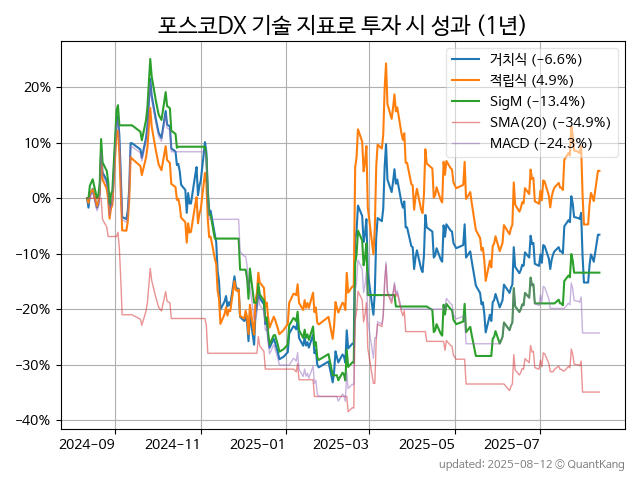 포스코DX 기술 지표로 투자 시 성과 (1년)
거치식 (−6.6%)
적립식 (4.9%)
SigM (−13.4%)
SMA(20) (−34.9%)
MACD (−24.3%)
20%
10%
0%
−10%
−20%
−30%
−40%
2024−09 2024−11 2025−01 2025−03 2025−05 2025−07
updated: 2025−08−12 © QuantKang